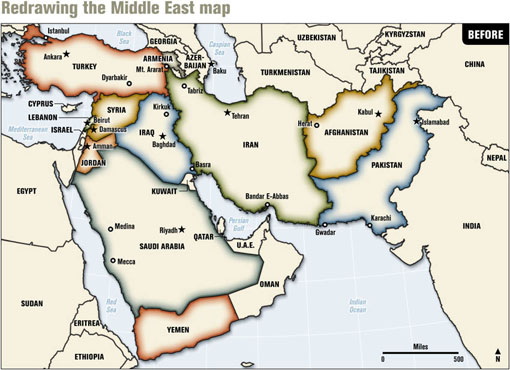 Redrawing the Middle East map
BEFORE
Istanbul
Black
Sea
GEORGIA
Caspian
Sea
UZBEKISTAN
KYRGYZSTAN
Ankara
TURKEY
ARMENIA
Mt. Ararat
AZER-
BAIJAN
Baku
TURKMENISTAN
TAJIKISTAN
CHINA
Dyarbakir
Tabriz
CYPRUS
SYRIA
Kirkuk
Tehran
Kabul
Islamabad
LEBANON
Beirut
Mediterranean
Sea
Damascus
IRAQ
Baghdad
IRAN
Herat
AFGHANISTAN
ISRAEL
Amman
JORDAN
PAKISTAN
NEPAL
Basra
EGYPT
KUWAIT
Bandar E-Abbas
Medina
Riyadh
SAUDI ARABIA
QATAR
Persian
Gulf
U.A.E.
Gwadar
Karachi
INDIA
Mecca
OMAN
SUDAN
Red
Sea
Indian
Ocean
ERITREA
YEMEN
ETHIOPIA
Miles
0
500
N